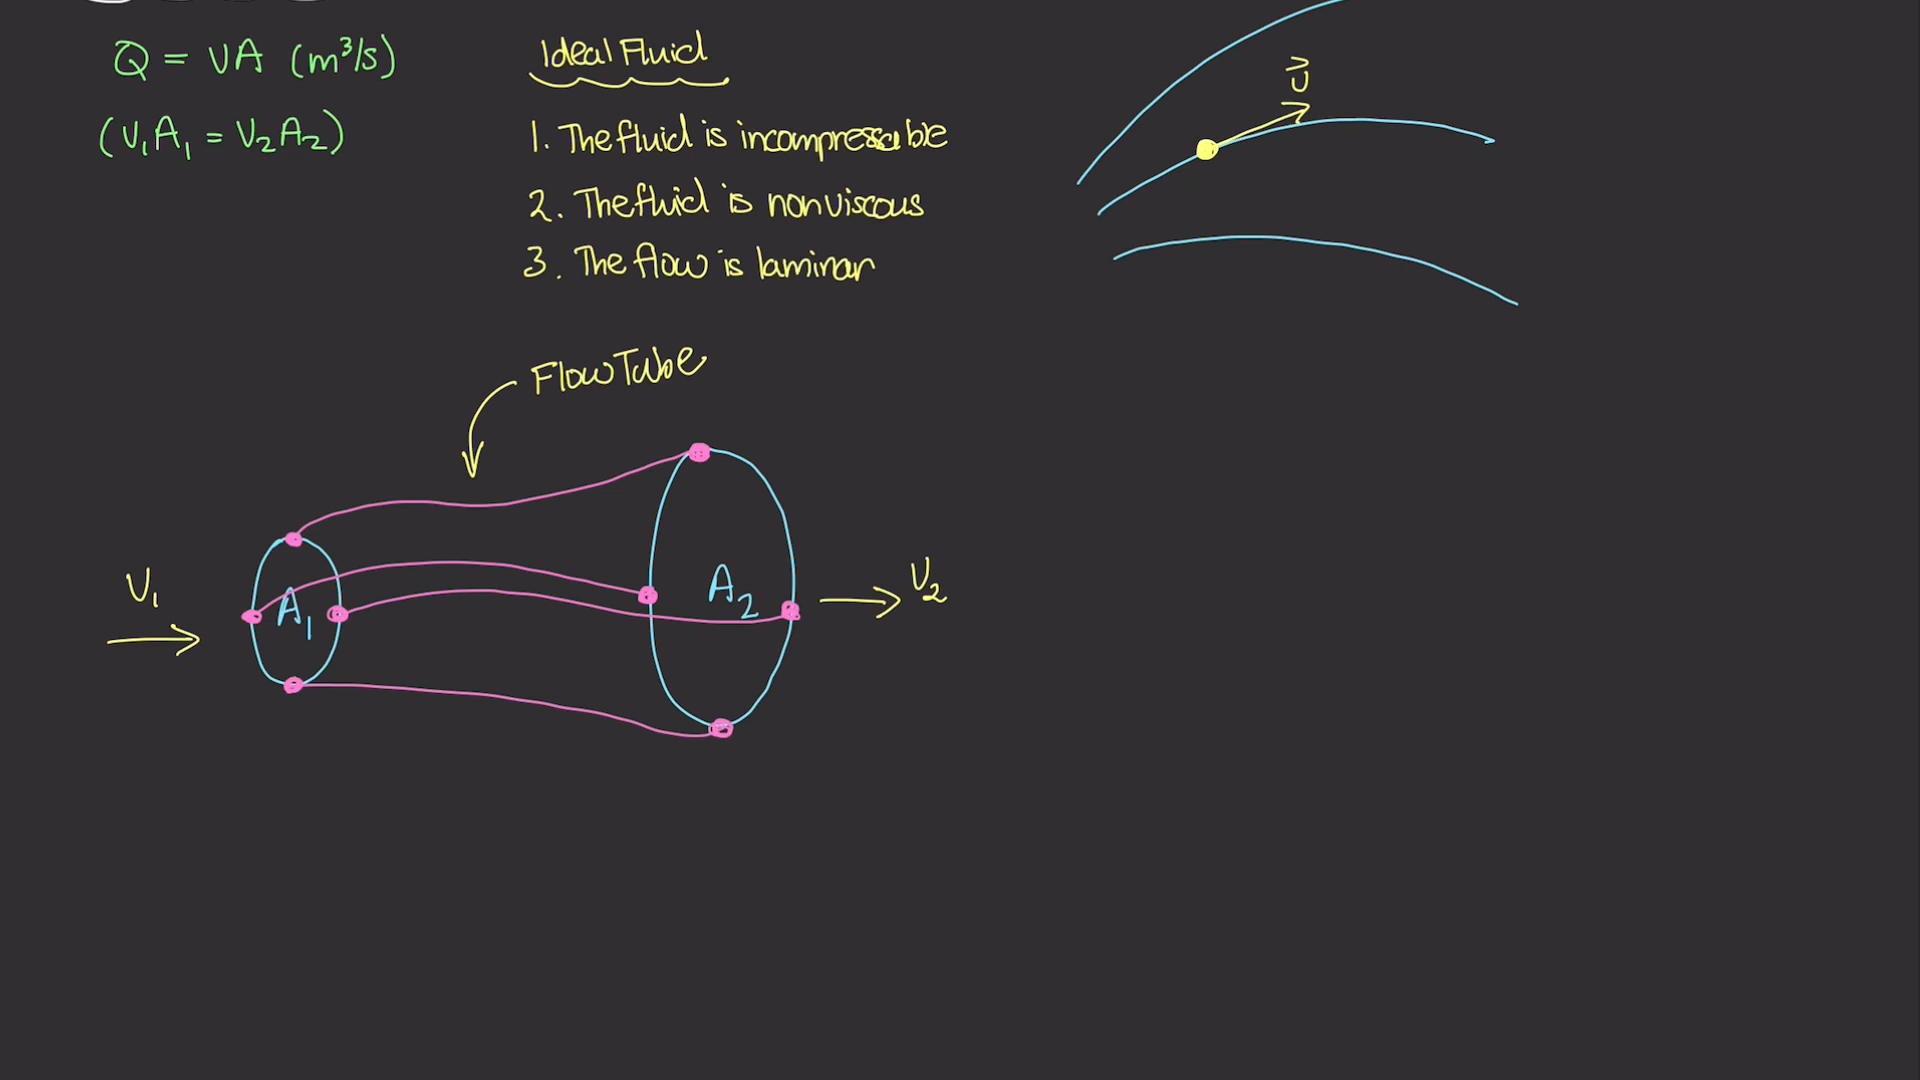 Q = VA (m³/s)
(V₁A₁ = V₂A₂)
Ideal Fluid
1. The fluid is incompressable
2. The fluid is nonviscous
3. The flow is laminar
v⃗
Flow Tube
V₁
A₁
A₂
V₂